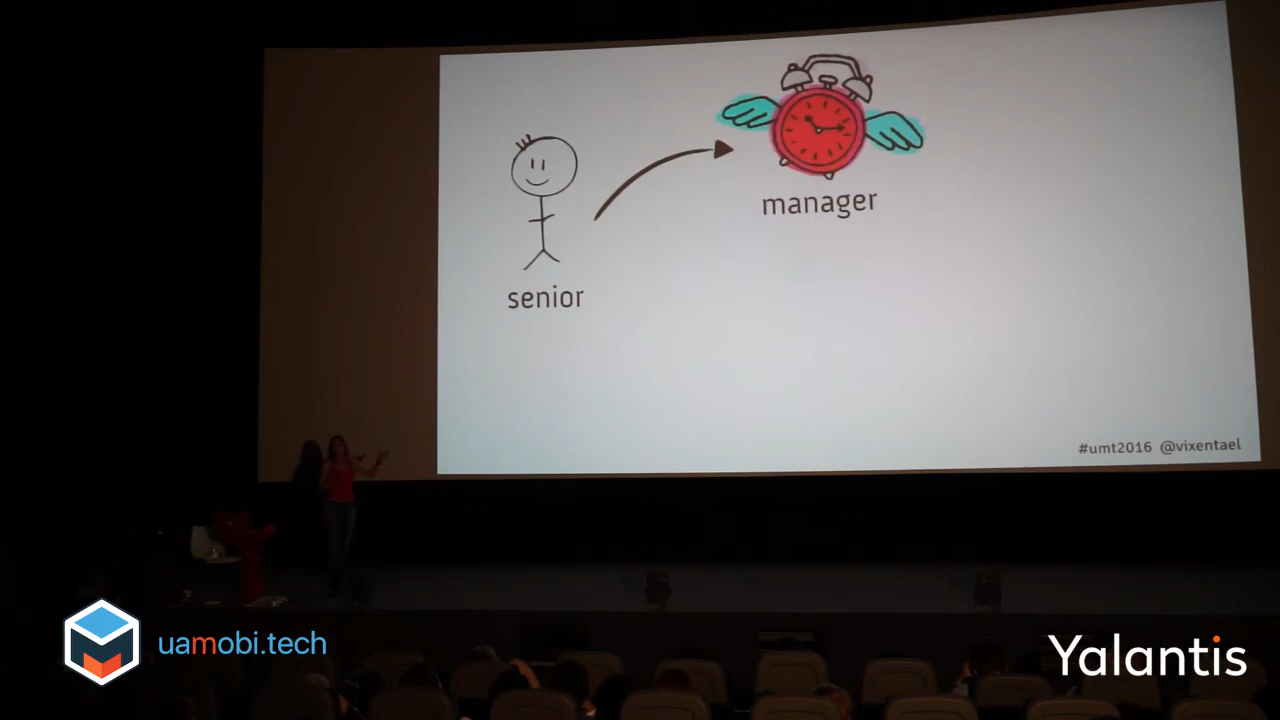 manager
senior
#umt2016 @vixentael
uamobi.tech
Yalantis